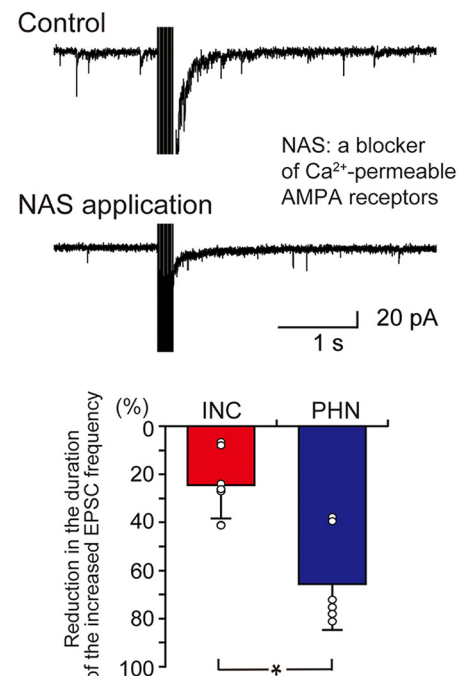 Control
NAS: a blocker
of Ca²⁺-permeable
AMPA receptors
NAS application
20 pA
1 s
(%)
INC
PHN
Reduction in the duration
of the increased EPSC frequency
0
20
40
60
80
100
*